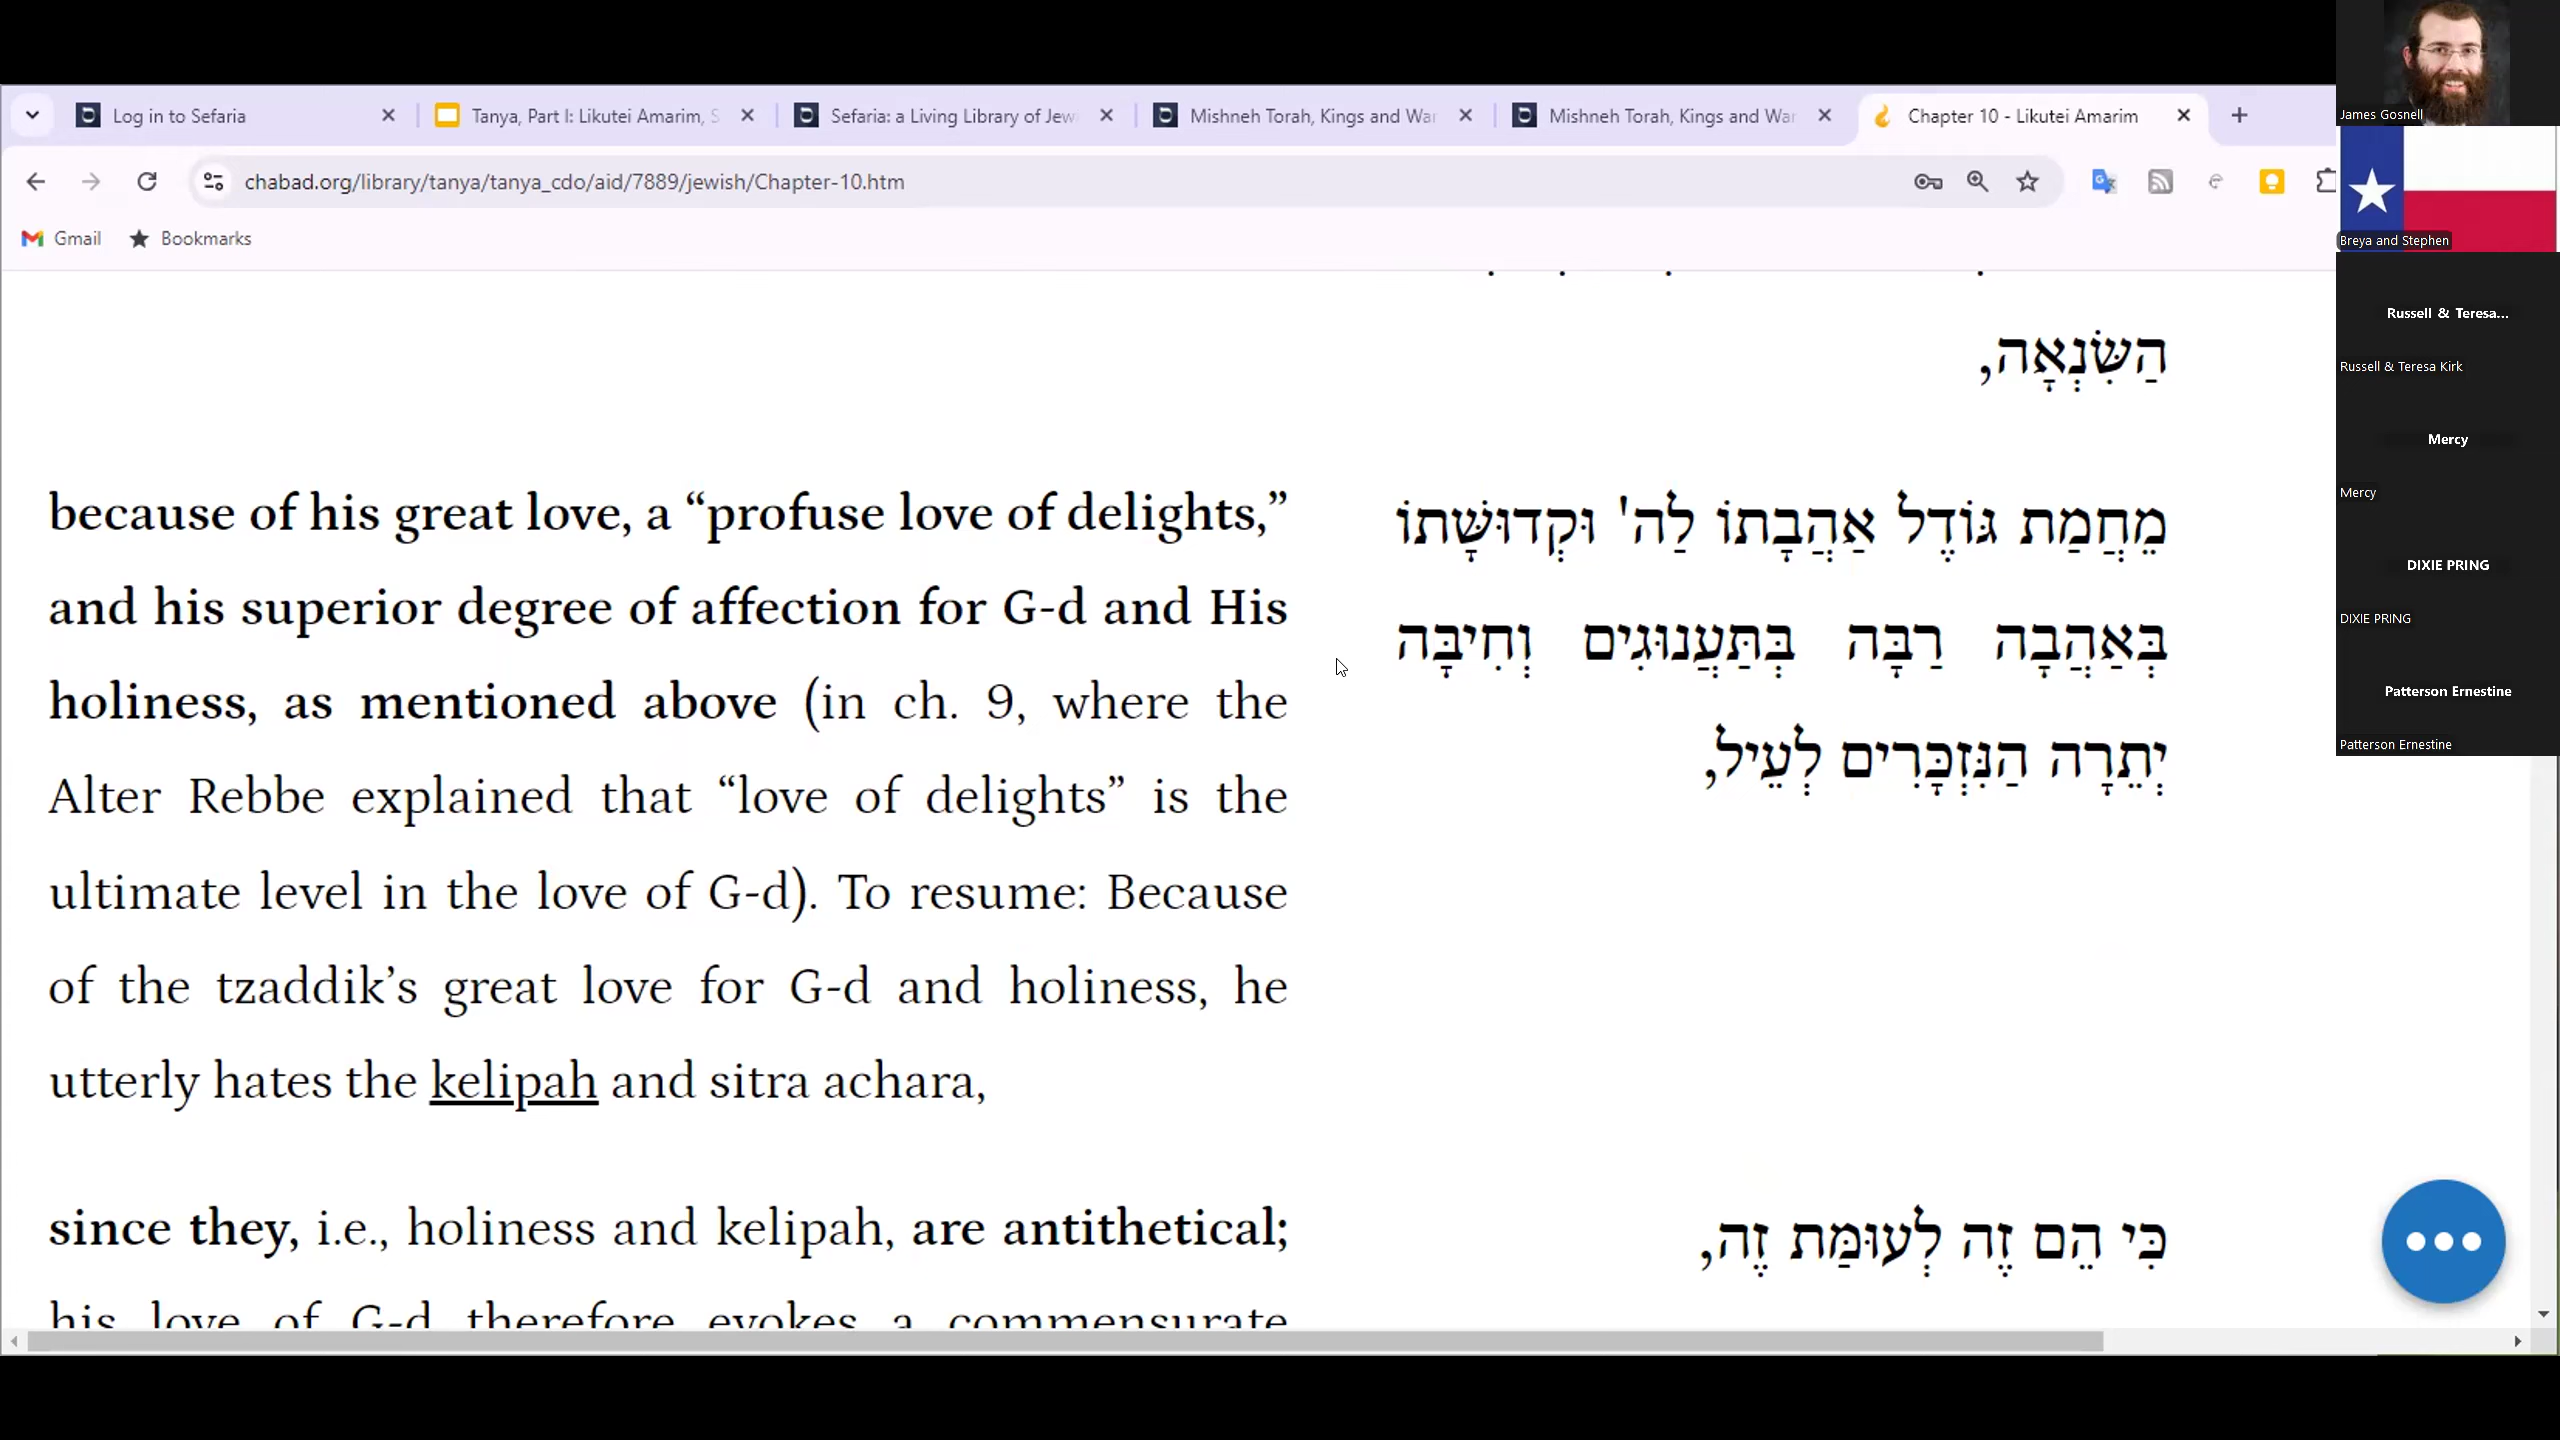 Log in to Sefaria
Tanya, Part I: Likutei Amarim, S
Sefaria: a Living Library of Jew
Mishneh Torah, Kings and War
Mishneh Torah, Kings and War
Chapter 10 - Likutei Amarim
chabad.org/library/tanya/tanya_cdo/aid/7889/jewish/Chapter-10.htm
Gmail
Bookmarks
הַשִּׂנְאָה,
because of his great love, a “profuse love of delights,”
and his superior degree of affection for G-d and His
holiness, as mentioned above (in ch. 9, where the
Alter Rebbe explained that “love of delights” is the
ultimate level in the love of G-d). To resume: Because
of the tzaddik’s great love for G-d and holiness, he
utterly hates the kelipah and sitra achara,
מֵחֲמַת גּוֹדֶל אַהֲבָתוֹ לַה' וּקְדוּשָּׁתוֹ
בְּאַהֲבָה רַבָּה בְּתַּעֲנוּגִים וְחִיבָּה
יְתֵרָה הַנִּזְכָּרִים לְעֵיל,
since they, i.e., holiness and kelipah, are antithetical;
his love of G-d therefore evokes a commensurate
כִּי הֵם זֶה לְעוּמַּת זֶה,
James Gosnell
Breya and Stephen
Russell & Teresa...
Russell & Teresa Kirk
Mercy
Mercy
DIXIE PRING
DIXIE PRING
Patterson Ernestine
Patterson Ernestine